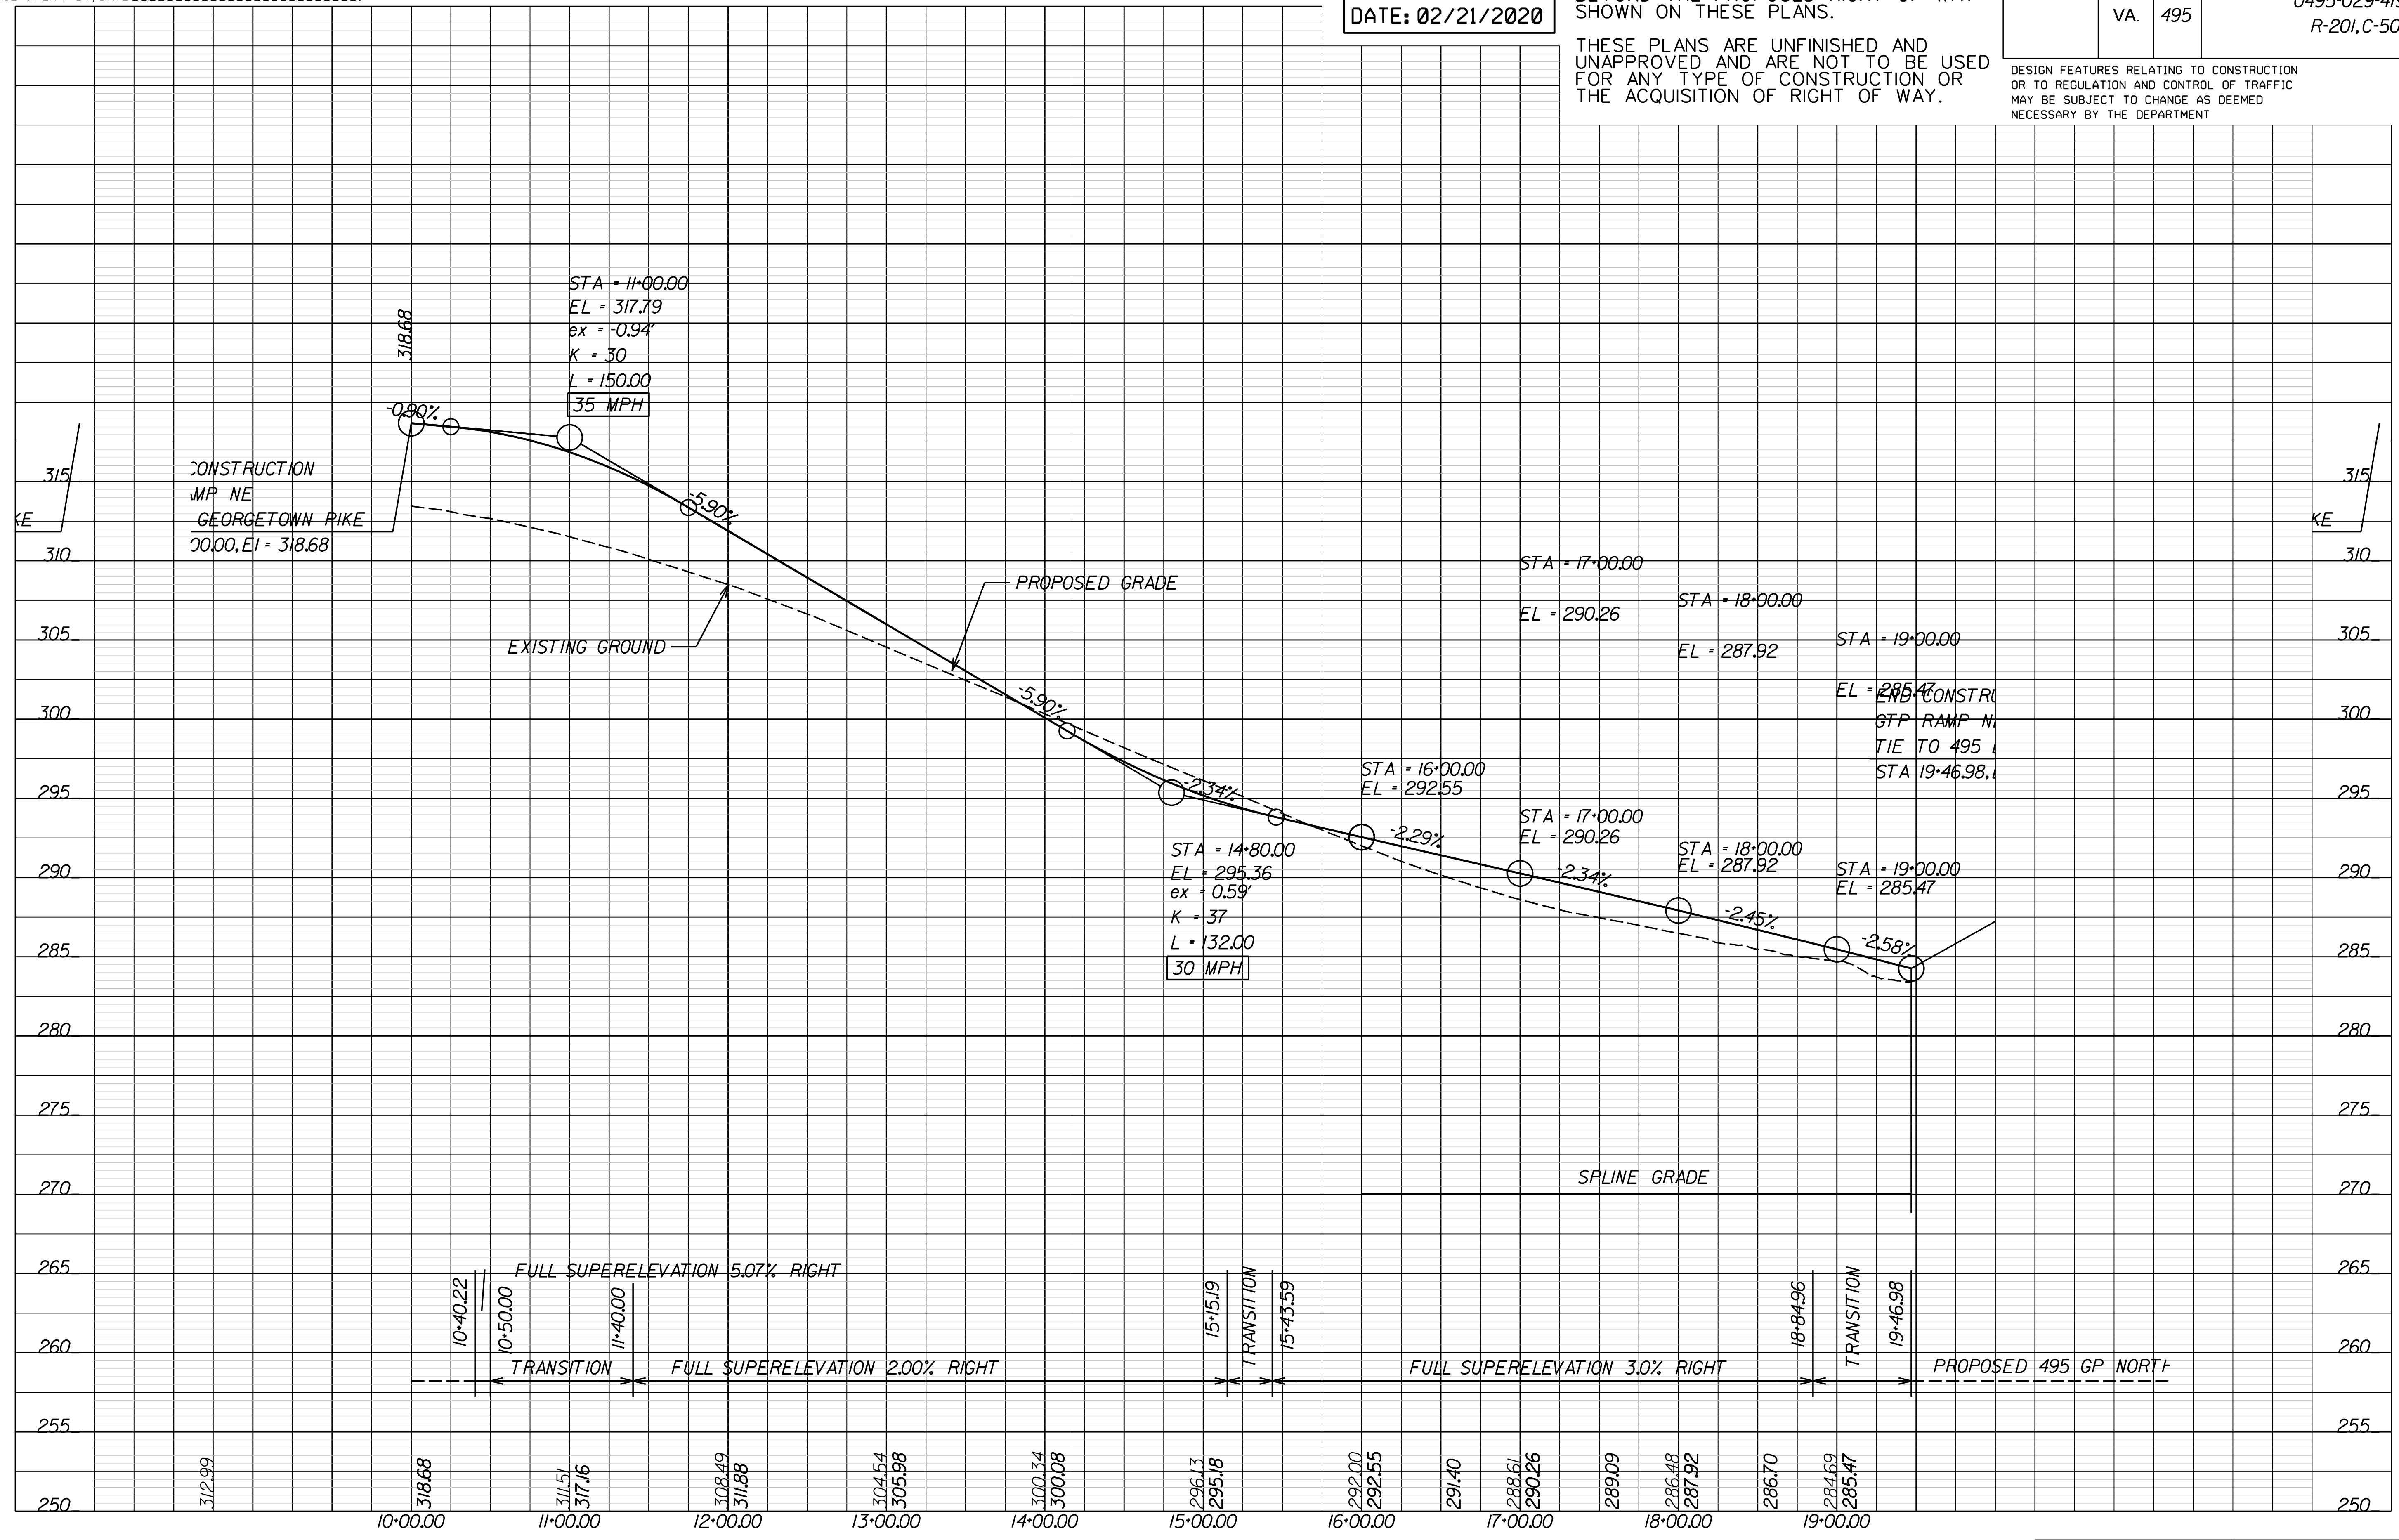 DATE: 02/21/2020
SHOWN ON THESE PLANS.
THESE PLANS ARE UNFINISHED AND
UNAPPROVED AND ARE NOT TO BE USED
FOR ANY TYPE OF CONSTRUCTION OR
THE ACQUISITION OF RIGHT OF WAY.
VA.
495
R-201,C-50
DESIGN FEATURES RELATING TO CONSTRUCTION
OR TO REGULATION AND CONTROL OF TRAFFIC
MAY BE SUBJECT TO CHANGE AS DEEMED
NECESSARY BY THE DEPARTMENT
318.68
STA = 11+00.00
EL = 317.79
ex = -0.94'
K = 30
L = 150.00
35 MPH
-0.90%
CONSTRUCTION
MP NE
GEORGETOWN PIKE
00.00, El = 318.68
KE
KE
-5.90%
EXISTING GROUND
PROPOSED GRADE
-5.90%
STA = 17+00.00
EL = 290.26
STA = 18+00.00
EL = 287.92
STA = 19+00.00
EL = 285.47
END CONSTRU
GTP RAMP N
TIE TO 495
STA 19+46.98,
-2.34%
STA = 14+80.00
EL = 295.36
ex = 0.59'
K = 37
L = 132.00
30 MPH
STA = 16+00.00
EL = 292.55
-2.29%
STA = 17+00.00
EL = 290.26
-2.34%
STA = 18+00.00
EL = 287.92
-2.45%
STA = 19+00.00
EL = 285.47
-2.58%
SPLINE GRADE
FULL SUPERELEVATION 5.07% RIGHT
10+40.22
10+50.00
11+40.00
15+15.19
TRANSITION
15+43.59
18+84.96
TRANSITION
19+46.98
TRANSITION
FULL SUPERELEVATION 2.00% RIGHT
FULL SUPERELEVATION 3.0% RIGHT
PROPOSED 495 GP NORTH
315
310
305
300
295
290
285
280
275
270
265
260
255
250
315
310
305
300
295
290
285
280
275
270
265
260
255
250
312.99
318.68
311.51
317.16
308.49
311.88
304.54
305.98
300.34
300.08
296.13
295.18
292.00
292.55
291.40
288.61
290.26
289.09
286.48
287.92
286.70
284.69
285.47
10+00.00 11+00.00 12+00.00 13+00.00 14+00.00 15+00.00 16+00.00 17+00.00 18+00.00 19+00.00